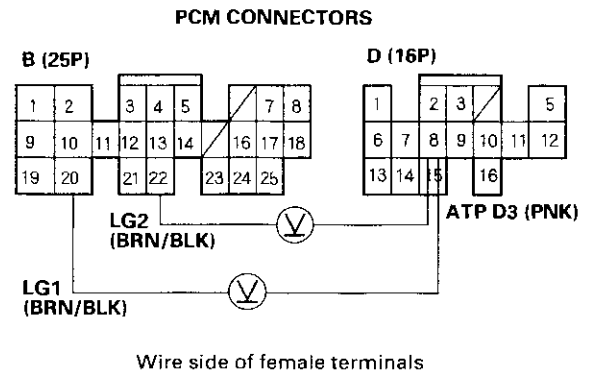 PCM CONNECTORS
B (25P)
D (16P)
1 2 3 4 5 7 8
9 10 11 12 13 14 16 17 18
19 20 21 22 23 24 25
1 2 3 5
6 7 8 9 10 11 12
13 14 15 16
LG2
(BRN/BLK)
V
ATP D3 (PNK)
LG1
(BRN/BLK)
V
Wire side of female terminals